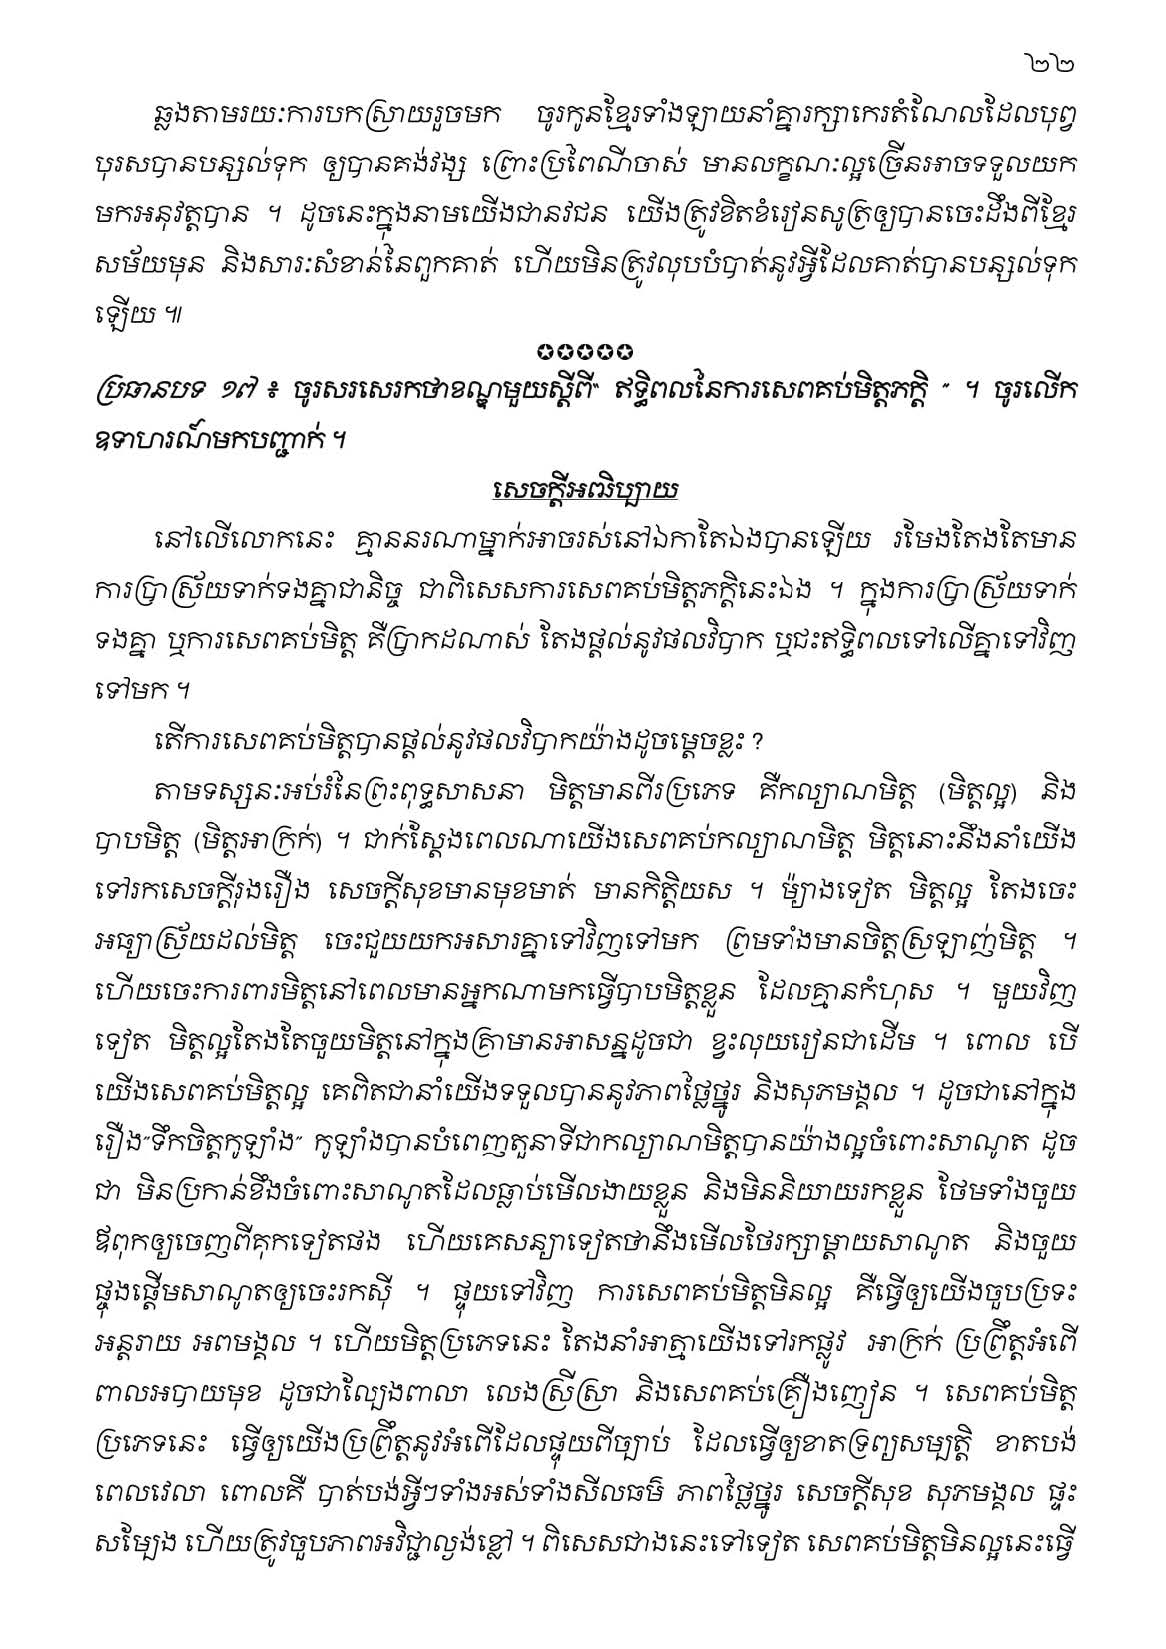 ២២
ឆ្លងតាមរយៈការបកស្រាយរួចមក ចូរកូនខ្មែរទាំងឡាយនាំគ្នារក្សាកេរតំណែលដែលបុព្វ
បុរសបានបន្សល់ទុក ឲ្យបានគង់វង្ស ព្រោះប្រពៃណីចាស់ មានលក្ខណៈល្អច្រើនអាចទទួលយក
មកអនុវត្តបាន ។ ដូចនេះក្នុងនាមយើងជានវជន យើងត្រូវខិតខំរៀនសូត្រឲ្យបានចេះដឹងពីខ្មែរ
សម័យមុន និងសារៈសំខាន់នៃពួកគាត់ ហើយមិនត្រូវលុបបំបាត់នូវអ្វីដែលគាត់បានបន្សល់ទុក
ឡើយ ៕
✪✪✪✪✪
ប្រធានបទ ១៧ ៖ ចូរសរសេរកថាខណ្ឌមួយស្ដីពី“ ឥទ្ធិពលនៃការសេពគប់មិត្តភក្ដិ ” ។ ចូរលើក
ឧទាហរណ៍មកបញ្ជាក់ ។
សេចក្ដីអធិប្បាយ
នៅលើលោកនេះ គ្មាននរណាម្នាក់អាចរស់នៅឯកាតែឯងបានឡើយ រមែងតែងតែមាន
ការប្រាស្រ័យទាក់ទងគ្នាជានិច្ច ជាពិសេសការសេពគប់មិត្តភក្ដិនេះឯង ។ ក្នុងការប្រាស្រ័យទាក់
ទងគ្នា ឬការសេពគប់មិត្ត គឺប្រាកដណាស់ តែងផ្ដល់នូវផលវិបាក ឬជះឥទ្ធិពលទៅលើគ្នាទៅវិញ
ទៅមក ។
តើការសេពគប់មិត្តបានផ្ដល់នូវផលវិបាកយ៉ាងដូចម្ដេចខ្លះ ?
តាមទស្សនៈអប់រំនៃព្រះពុទ្ធសាសនា មិត្តមានពីរប្រភេទ គឺកល្យាណមិត្ត (មិត្តល្អ) និង
បាបមិត្ត (មិត្តអាក្រក់) ។ ជាក់ស្ដែងពេលណាយើងសេពគប់កល្យាណមិត្ត មិត្តនោះនឹងនាំយើង
ទៅរកសេចក្ដីរុងរឿង សេចក្ដីសុខមានមុខមាត់ មានកិត្តិយស ។ ម៉្យាងទៀត មិត្តល្អ តែងចេះ
អធ្យាស្រ័យដល់មិត្ត ចេះជួយយកអសារគ្នាទៅវិញទៅមក ព្រមទាំងមានចិត្តស្រឡាញ់មិត្ត ។
ហើយចេះការពារមិត្តនៅពេលមានអ្នកណាមកធ្វើបាបមិត្តខ្លួន ដែលគ្មានកំហុស ។ មួយវិញ
ទៀត មិត្តល្អតែងតែចួយមិត្តនៅក្នុងគ្រាមានអាសន្នដូចជា ខ្វះលុយរៀនជាដើម ។ ពោល បើ
យើងសេពគប់មិត្តល្អ គេពិតជានាំយើងទទួលបាននូវភាពថ្លៃថ្នូរ និងសុភមង្គល ។ ដូចជានៅក្នុង
រឿង“ទឹកចិត្តកូឡាំង” កូឡាំងបានបំពេញតួនាទីជាកល្យាណមិត្តបានយ៉ាងល្អចំពោះសាណូត ដូច
ជា មិនប្រកាន់ខឹងចំពោះសាណូតដែលធ្លាប់មើលងាយខ្លួន និងមិននិយាយរកខ្លួន ថែមទាំងចួយ
ឪពុកឲ្យចេញពីគុកទៀតផង ហើយគេសន្យាទៀតថានឹងមើលថែរក្សាម្ដាយសាណូត និងចួយ
ផ្ចុងផ្ដើមសាណូតឲ្យចេះរកស៊ី ។ ផ្ទុយទៅវិញ ការសេពគប់មិត្តមិនល្អ គឺធ្វើឲ្យយើងចួបប្រទះ
អន្តរាយ អពមង្គល ។ ហើយមិត្តប្រភេទនេះ តែងនាំអាត្មាយើងទៅរកផ្លូវ អាក្រក់ ប្រព្រឹត្តអំពើ
ពាលអបាយមុខ ដូចជាល្បែងពាលា លេងស្រីស្រា និងសេពគប់គ្រឿងញៀន ។ សេពគប់មិត្ត
ប្រភេទនេះ ធ្វើឲ្យយើងប្រព្រឹត្តនូវអំពើដែលផ្ទុយពីច្បាប់ ដែលធ្វើឲ្យខាតទ្រព្យសម្បត្តិ ខាតបង់
ពេលវេលា ពោលគឺ បាត់បង់អ្វីៗទាំងអស់ទាំងសីលធម៌ ភាពថ្លៃថ្នូរ សេចក្ដីសុខ សុភមង្គល ផ្ទះ
សម្បែង ហើយត្រូវចួបភាពអវិជ្ជាល្ងង់ខ្លៅ ។ ពិសេសជាងនេះទៅទៀត សេពគប់មិត្តមិនល្អនេះធ្វើ